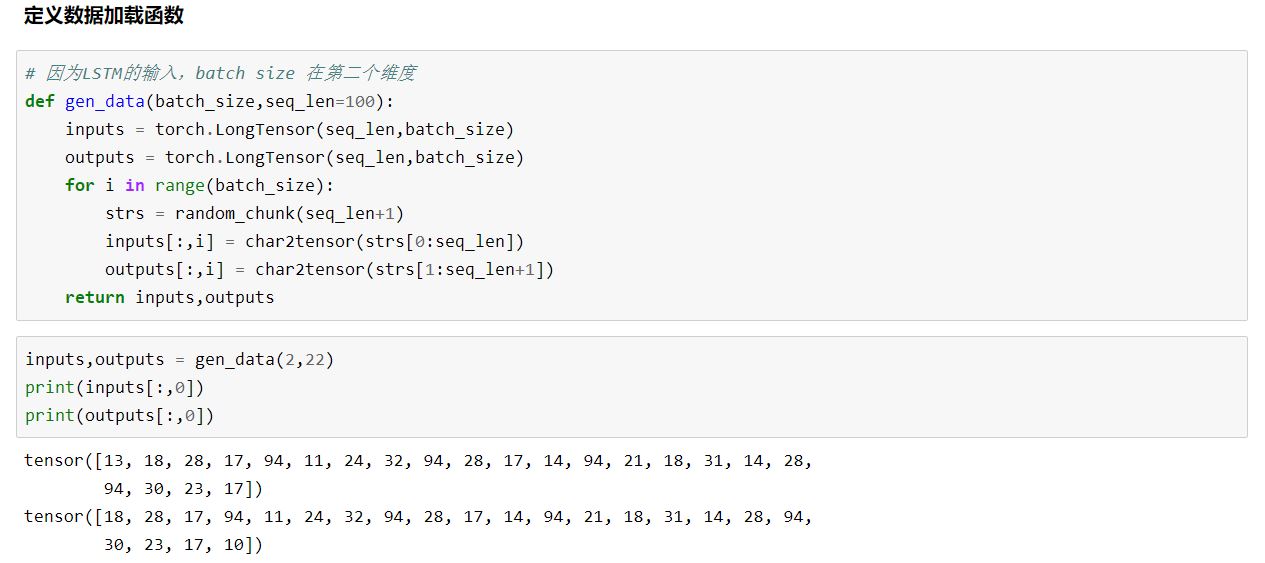 定义数据加载函数
# 因为LSTM的输入，batch size 在第二个维度
def gen_data(batch_size,seq_len=100):
    inputs = torch.LongTensor(seq_len,batch_size)
    outputs = torch.LongTensor(seq_len,batch_size)
    for i in range(batch_size):
        strs = random_chunk(seq_len+1)
        inputs[:,i] = char2tensor(strs[0:seq_len])
        outputs[:,i] = char2tensor(strs[1:seq_len+1])
    return inputs,outputs
inputs,outputs = gen_data(2,22)
print(inputs[:,0])
print(outputs[:,0])
tensor([13, 18, 28, 17, 94, 11, 24, 32, 94, 28, 17, 14, 94, 21, 18, 31, 14, 28,
        94, 30, 23, 17])
tensor([18, 28, 17, 94, 11, 24, 32, 94, 28, 17, 14, 94, 21, 18, 31, 14, 28, 94,
        30, 23, 17, 10])